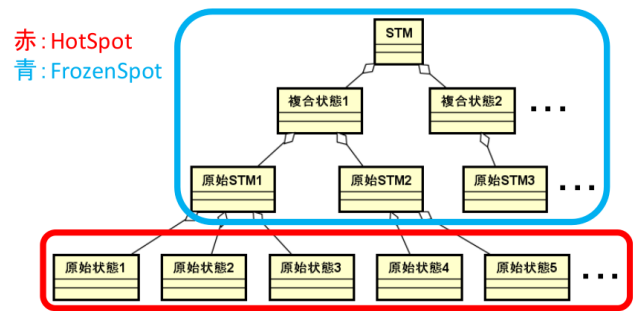 赤：HotSpot
青：FrozenSpot
STM
複合状態1
複合状態2
...
原始STM1
原始STM2
原始STM3
...
原始状態1
原始状態2
原始状態3
原始状態4
原始状態5
...